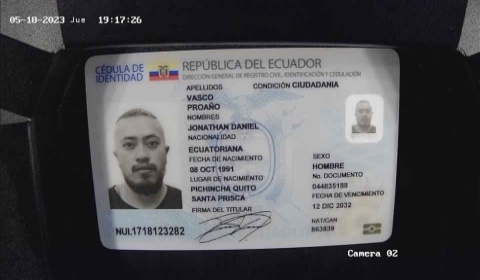 05-10-2023 Jue 19:17:26
CÉDULA DE
IDENTIDAD
REPÚBLICA DEL ECUADOR
DIRECCIÓN GENERAL DE REGISTRO CIVIL, IDENTIFICACIÓN Y CEDULACIÓN
APELLIDOS
CONDICIÓN CIUDADANÍA
VASCO
PROAÑO
NOMBRES
JONATHAN DANIEL
NACIONALIDAD
ECUATORIANA
FECHA DE NACIMIENTO
08 OCT 1991
LUGAR DE NACIMIENTO
PICHINCHA QUITO
SANTA PRISCA
FIRMA DEL TITULAR
SEXO
HOMBRE
No. DOCUMENTO
044835188
FECHA DE VENCIMIENTO
12 DIC 2032
NAT/CAN
863839
NUI.1718123282
Camera 02